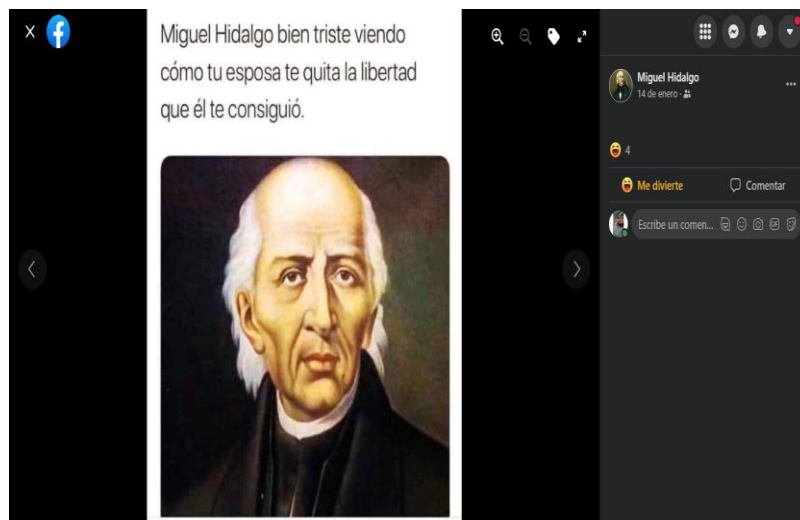 Miguel Hidalgo bien triste viendo
cómo tu esposa te quita la libertad
que él te consiguió.
Miguel Hidalgo
14 de enero ·
4
Me divierte
Comentar
Escribe un comen...